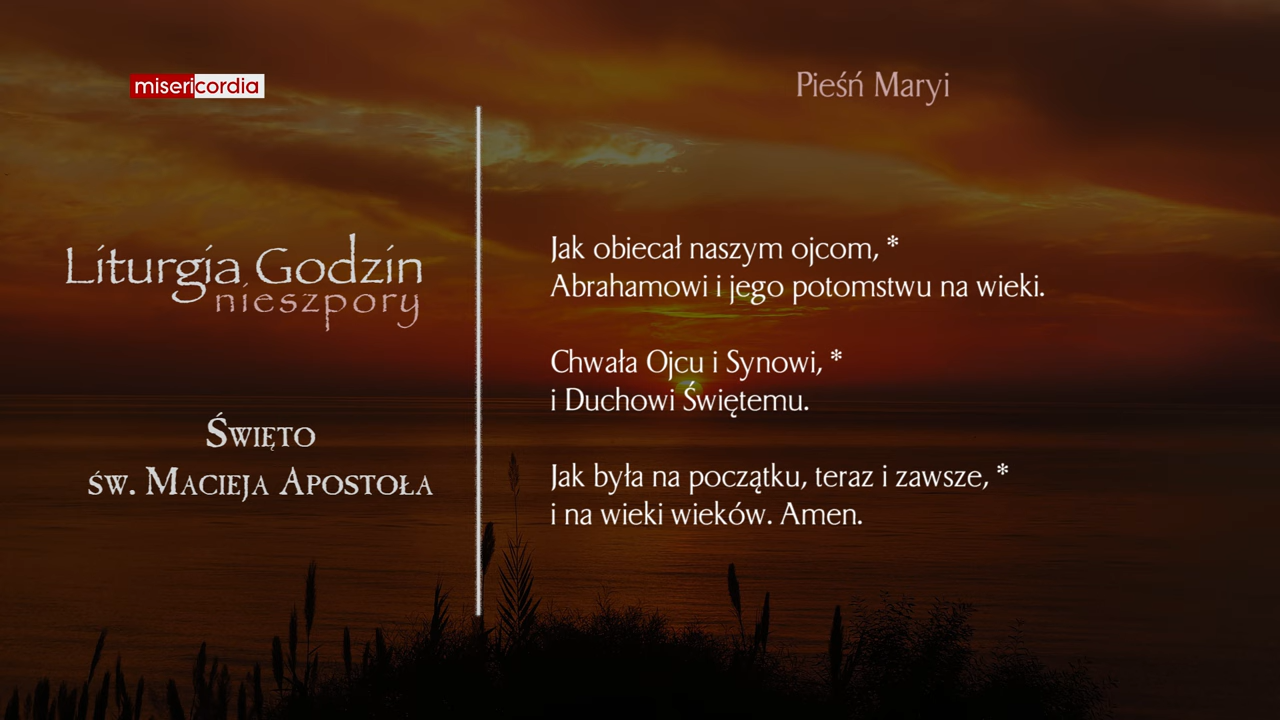 misericordia
Liturgia Godzin
nieszpory
Święto
św. Macieja Apostoła
Pieśń Maryi
Jak obiecał naszym ojcom, *
Abrahamowi i jego potomstwu na wieki.
Chwała Ojcu i Synowi, *
i Duchowi Świętemu.
Jak była na początku, teraz i zawsze, *
i na wieki wieków. Amen.